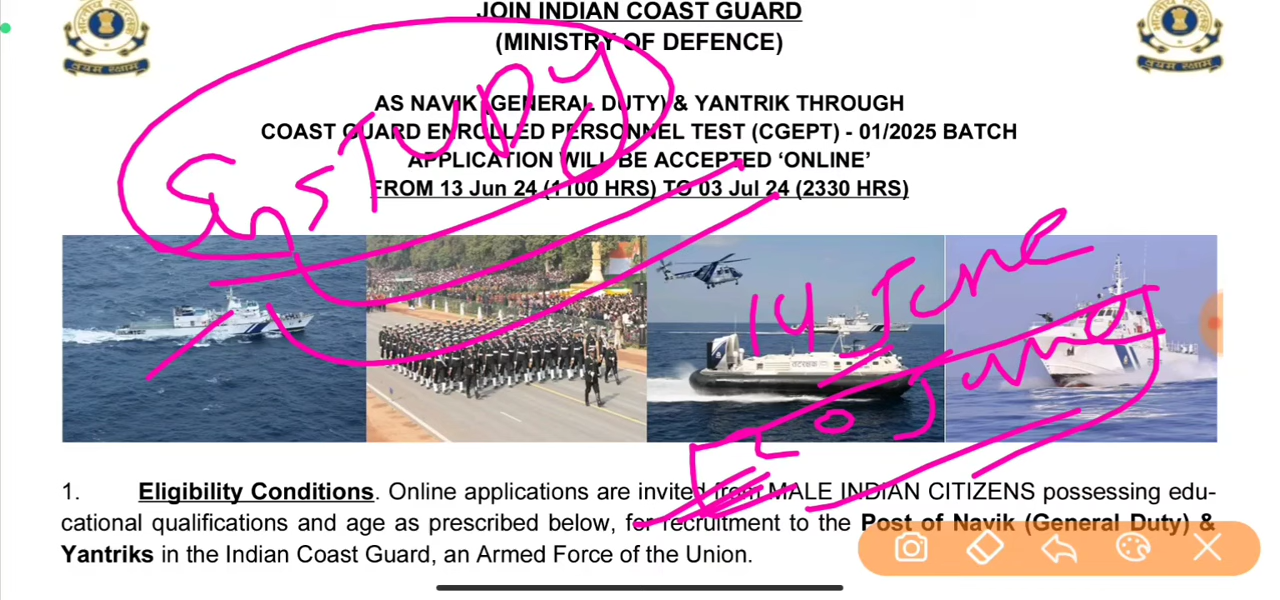 JOIN INDIAN COAST GUARD
(MINISTRY OF DEFENCE)
AS NAVIK (GENERAL DUTY) & YANTRIK THROUGH
COAST GUARD ENROLLED PERSONNEL TEST (CGEPT) - 01/2025 BATCH
APPLICATION WILL BE ACCEPTED ‘ONLINE’
FROM 13 Jun 24 (1100 HRS) TO 03 Jul 24 (2330 HRS)
STUDY
14 June
1. Eligibility Conditions. Online applications are invited from MALE INDIAN CITIZENS possessing edu-
cational qualifications and age as prescribed below, for recruitment to the Post of Navik (General Duty) &
Yantriks in the Indian Coast Guard, an Armed Force of the Union.